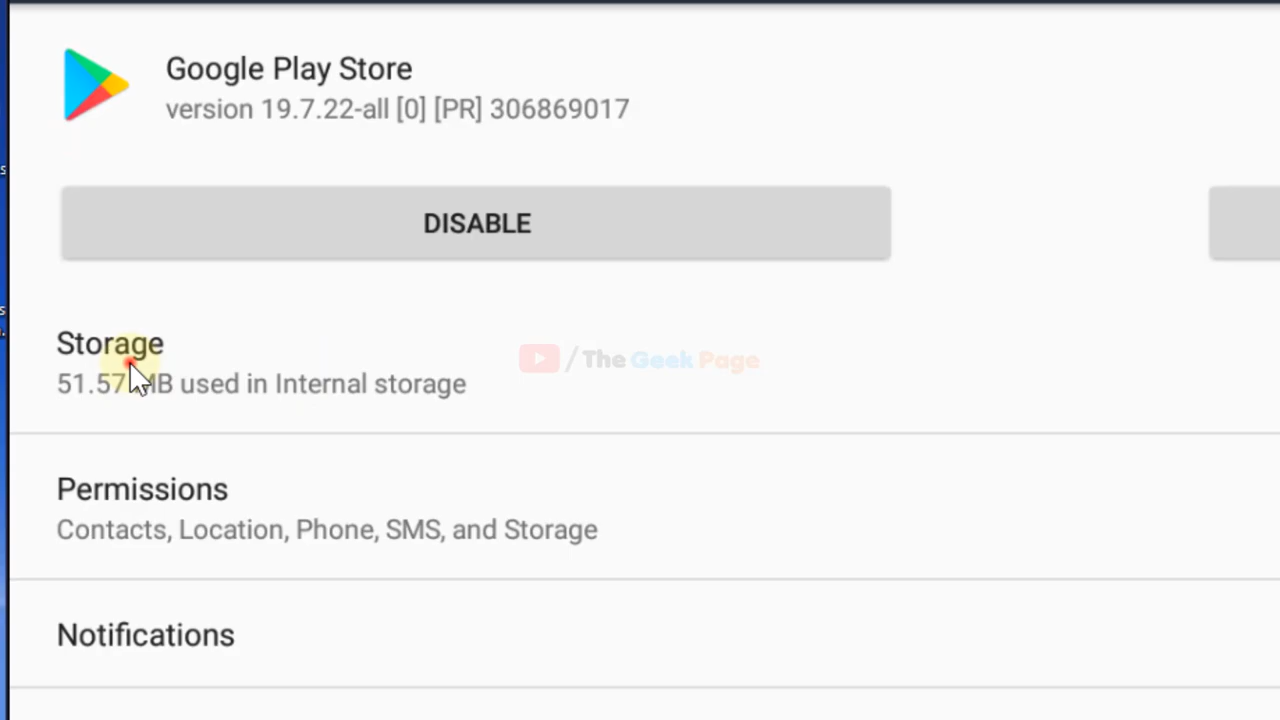 Google Play Store
version 19.7.22-all [0] [PR] 306869017
DISABLE
Storage
/The Geek Page
51.57 MB used in Internal storage
Permissions
Contacts, Location, Phone, SMS, and Storage
Notifications